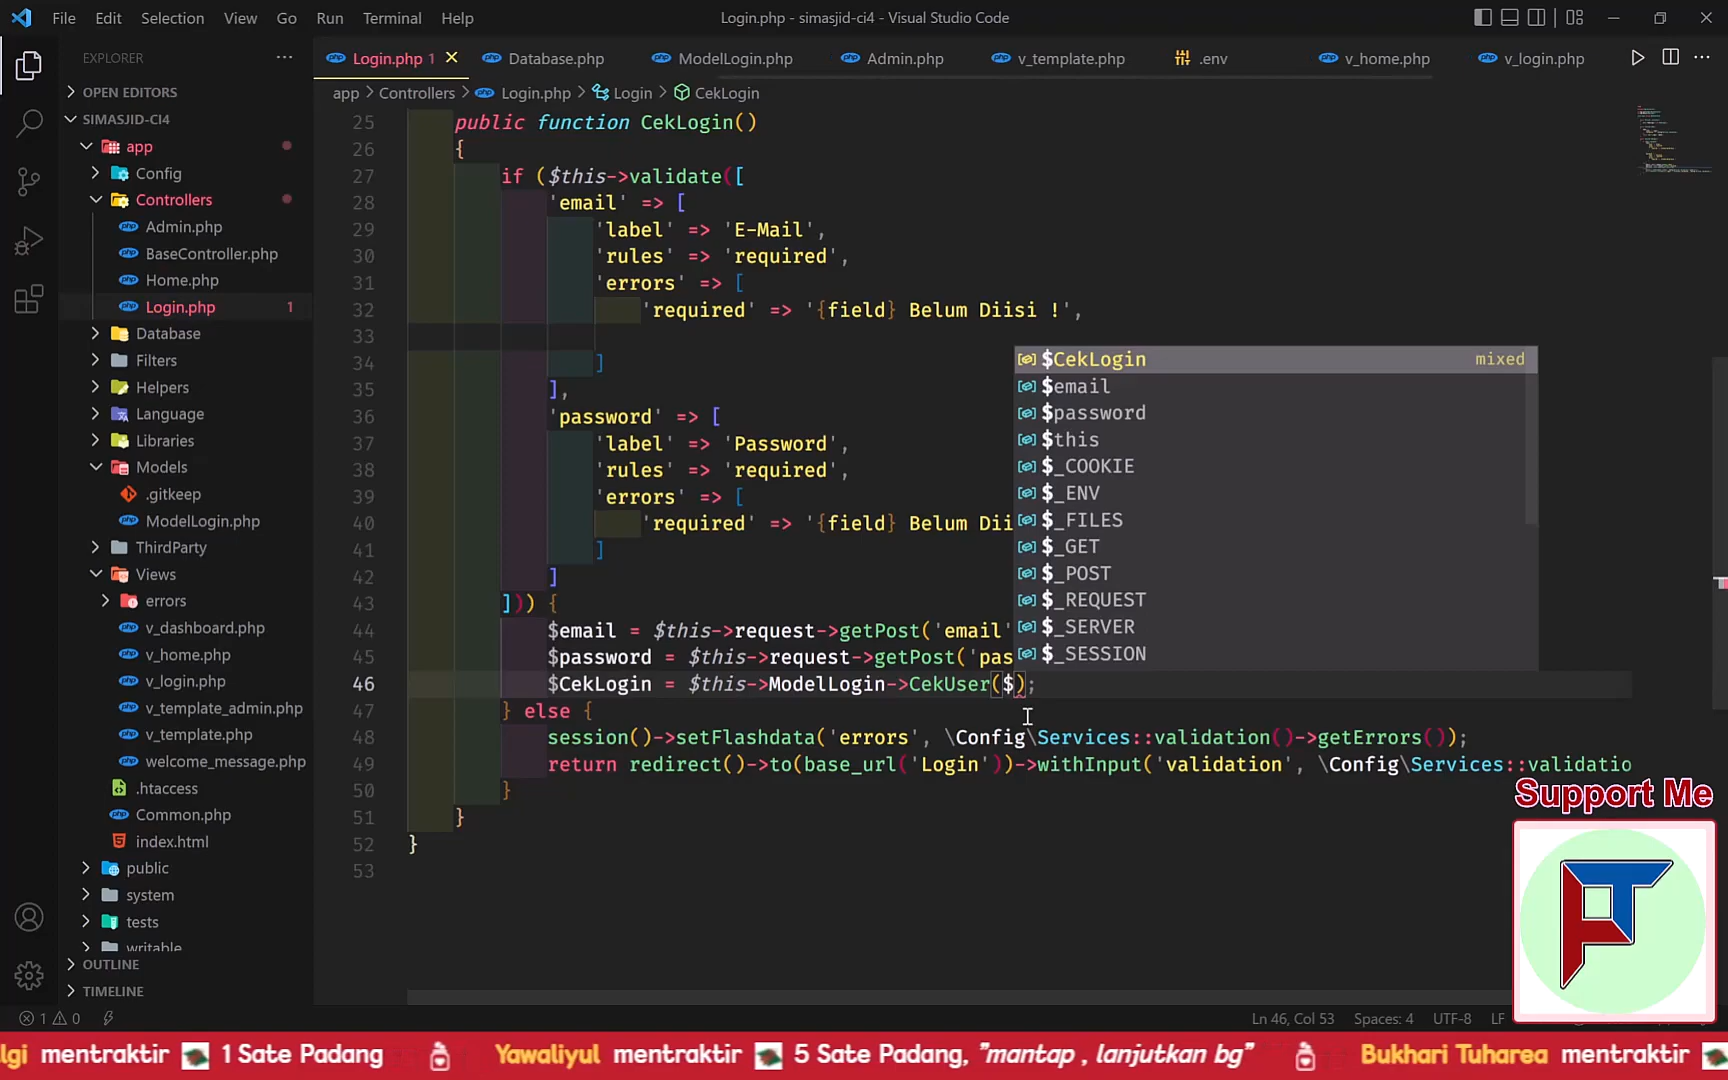 File Edit Selection View Go Run Terminal Help
Login.php - simasjid-ci4 - Visual Studio Code
EXPLORER
OPEN EDITORS
SIMASJID-CI4
app
Config
Controllers
Admin.php
BaseController.php
Home.php
Login.php 1
Database
Filters
Helpers
Language
Libraries
Models
.gitkeep
ModelLogin.php
ThirdParty
Views
errors
v_dashboard.php
v_home.php
v_login.php
v_template_admin.php
v_template.php
welcome_message.php
.htaccess
Common.php
index.html
public
system
tests
writable
OUTLINE
TIMELINE
Login.php 1 Database.php ModelLogin.php Admin.php v_template.php .env v_home.php v_login.php
app > Controllers > Login.php > Login > CekLogin
25 public function CekLogin()
26 {
27 if ($this->validate([
28 'email' => [
29 'label' => 'E-Mail',
30 'rules' => 'required',
31 'errors' => [
32 'required' => '{field} Belum Diisi !',
33
34 ]
35 ],
36 'password' => [
37 'label' => 'Password',
38 'rules' => 'required',
39 'errors' => [
40 'required' => '{field} Belum Dii
41 ]
42 ]
43 ])) {
44 $email = $this->request->getPost('email'
45 $password = $this->request->getPost('pas
46 $CekLogin = $this->ModelLogin->CekUser($);
47 } else {
48 session()->setFlashdata('errors', \Config\Services::validation()->getErrors());
49 return redirect()->to(base_url('Login'))->withInput('validation', \Config\Services::validatio
50 }
51 }
52 }
53
$CekLogin mixed
$email
$password
$this
$_COOKIE
$_ENV
$_FILES
$_GET
$_POST
$_REQUEST
$_SERVER
$_SESSION
Support Me
1 0
Ln 46, Col 53 Spaces: 4 UTF-8 LF
lgi mentraktir 1 Sate Padang Yawaliyul mentraktir 5 Sate Padang, "mantap , lanjutkan bg" Bukhari Tuharea mentraktir